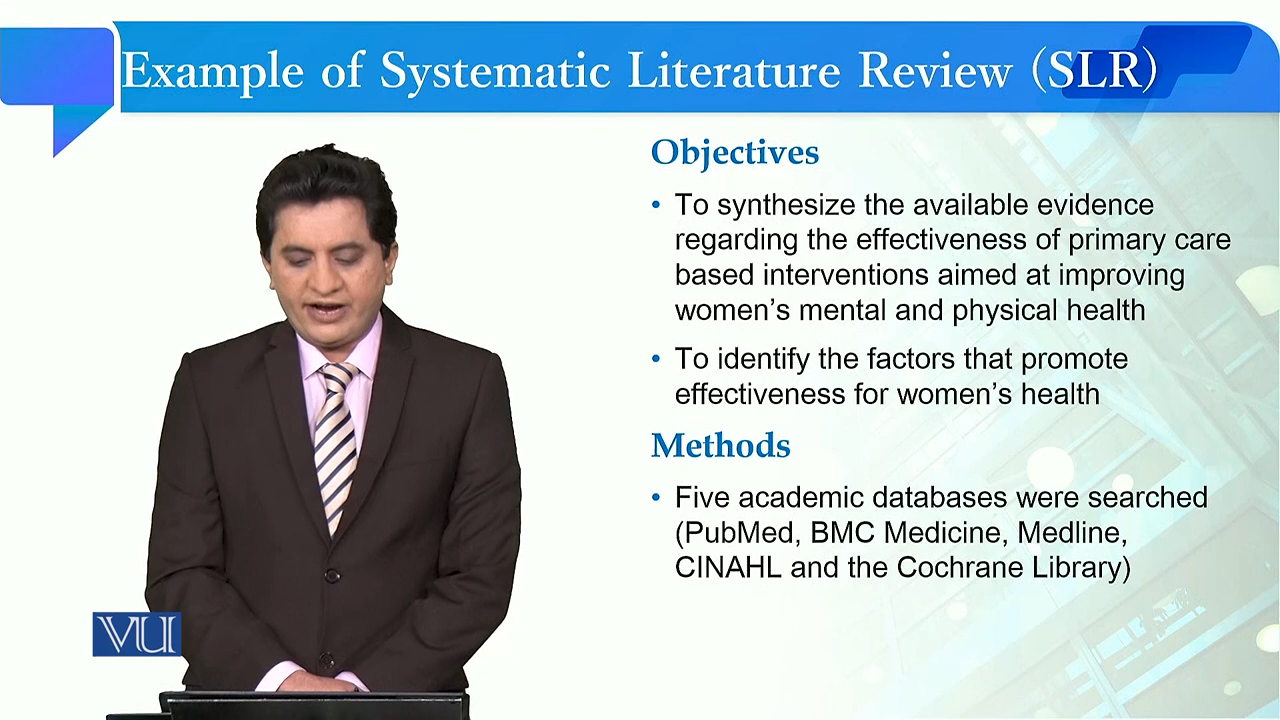 Example of Systematic Literature Review (SLR)
Objectives
• To synthesize the available evidence
regarding the effectiveness of primary care
based interventions aimed at improving
women’s mental and physical health
• To identify the factors that promote
effectiveness for women’s health
Methods
• Five academic databases were searched
(PubMed, BMC Medicine, Medline,
CINAHL and the Cochrane Library)
VU